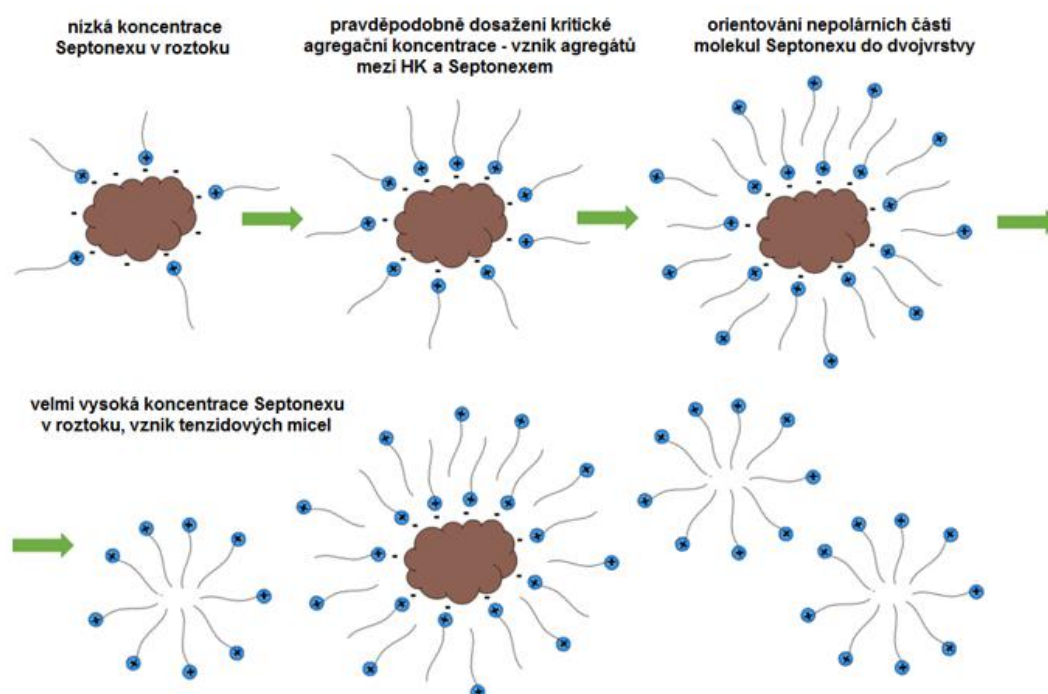 nízká koncentrace
Septonexu v roztoku
pravděpodobně dosažení kritické
agregační koncentrace - vznik agregátů
mezi HK a Septonexem
orientování nepolárních částí
molekul Septonexu do dvojvrstvy
velmi vysoká koncentrace Septonexu
v roztoku, vznik tenzidových micel